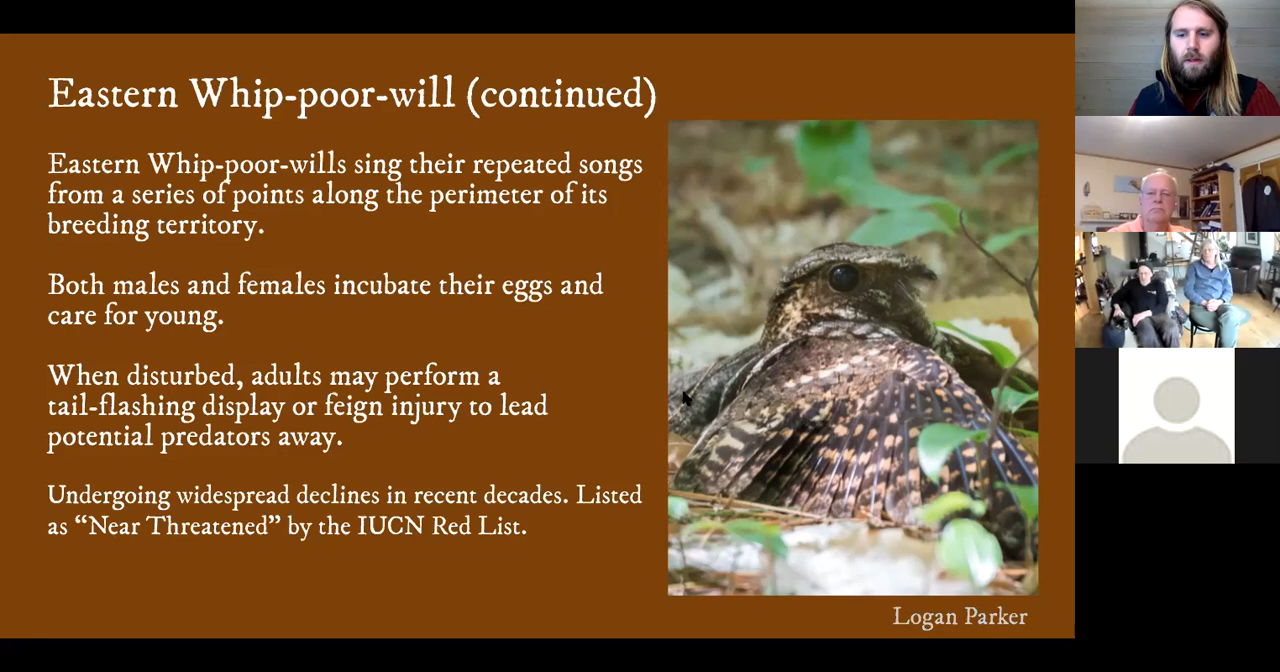 Eastern Whip-poor-will (continued)
Eastern Whip-poor-wills sing their repeated songs
from a series of points along the perimeter of its
breeding territory.
Both males and females incubate their eggs and
care for young.
When disturbed, adults may perform a
tail-flashing display or feign injury to lead
potential predators away.
Undergoing widespread declines in recent decades. Listed
as “Near Threatened” by the IUCN Red List.
Logan Parker